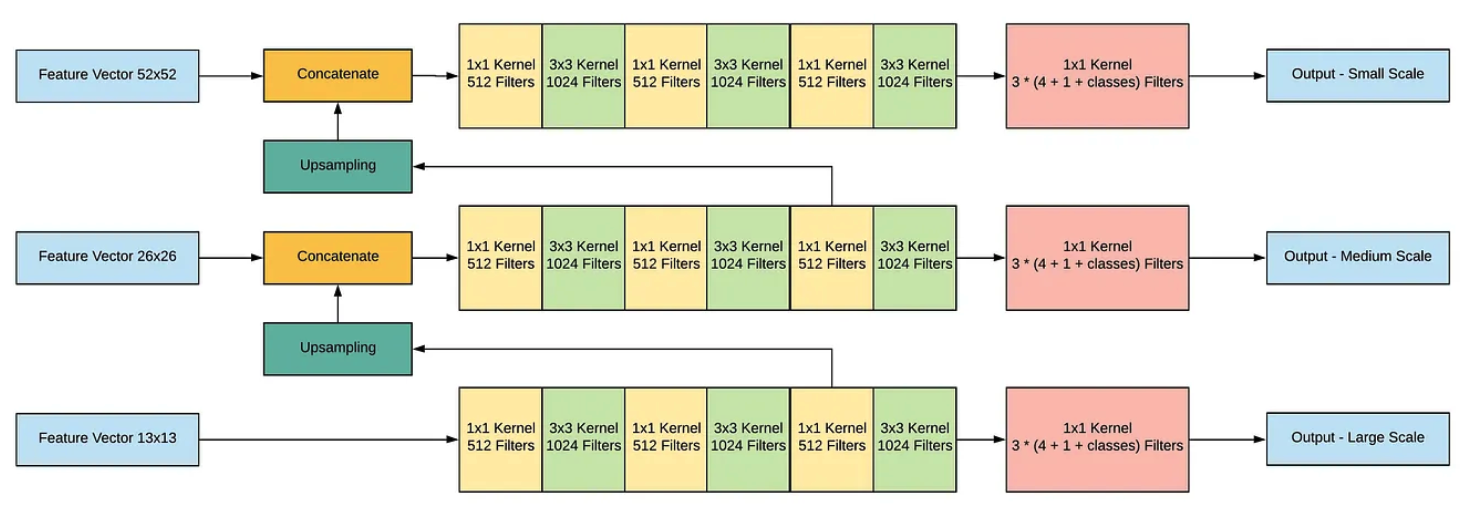 Feature Vector 52x52
Concatenate
1x1 Kernel
512 Filters
3x3 Kernel
1024 Filters
1x1 Kernel
512 Filters
3x3 Kernel
1024 Filters
1x1 Kernel
512 Filters
3x3 Kernel
1024 Filters
1x1 Kernel
3 * (4 + 1 + classes) Filters
Output - Small Scale
Upsampling
Feature Vector 26x26
Concatenate
1x1 Kernel
512 Filters
3x3 Kernel
1024 Filters
1x1 Kernel
512 Filters
3x3 Kernel
1024 Filters
1x1 Kernel
512 Filters
3x3 Kernel
1024 Filters
1x1 Kernel
3 * (4 + 1 + classes) Filters
Output - Medium Scale
Upsampling
Feature Vector 13x13
1x1 Kernel
512 Filters
3x3 Kernel
1024 Filters
1x1 Kernel
512 Filters
3x3 Kernel
1024 Filters
1x1 Kernel
512 Filters
3x3 Kernel
1024 Filters
1x1 Kernel
3 * (4 + 1 + classes) Filters
Output - Large Scale